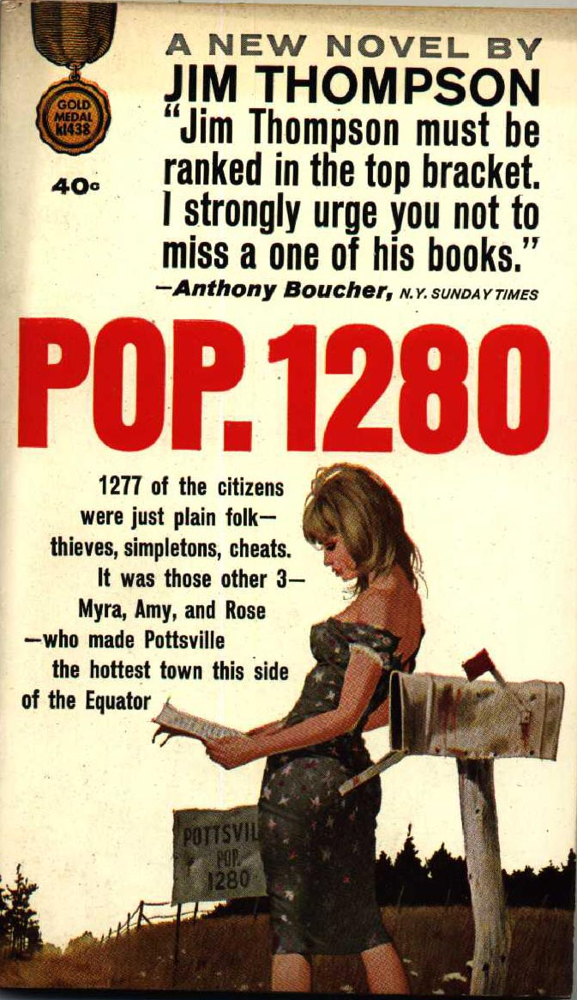 GOLD
MEDAL
k1438
40c
A NEW NOVEL BY
JIM THOMPSON
“Jim Thompson must be
ranked in the top bracket.
I strongly urge you not to
miss a one of his books.”
—Anthony Boucher, N.Y. SUNDAY TIMES
POP. 1280
1277 of the citizens
were just plain folk—
thieves, simpletons, cheats.
It was those other 3—
Myra, Amy, and Rose
—who made Pottsville
the hottest town this side
of the Equator
POTTSVIL
POP.
1280